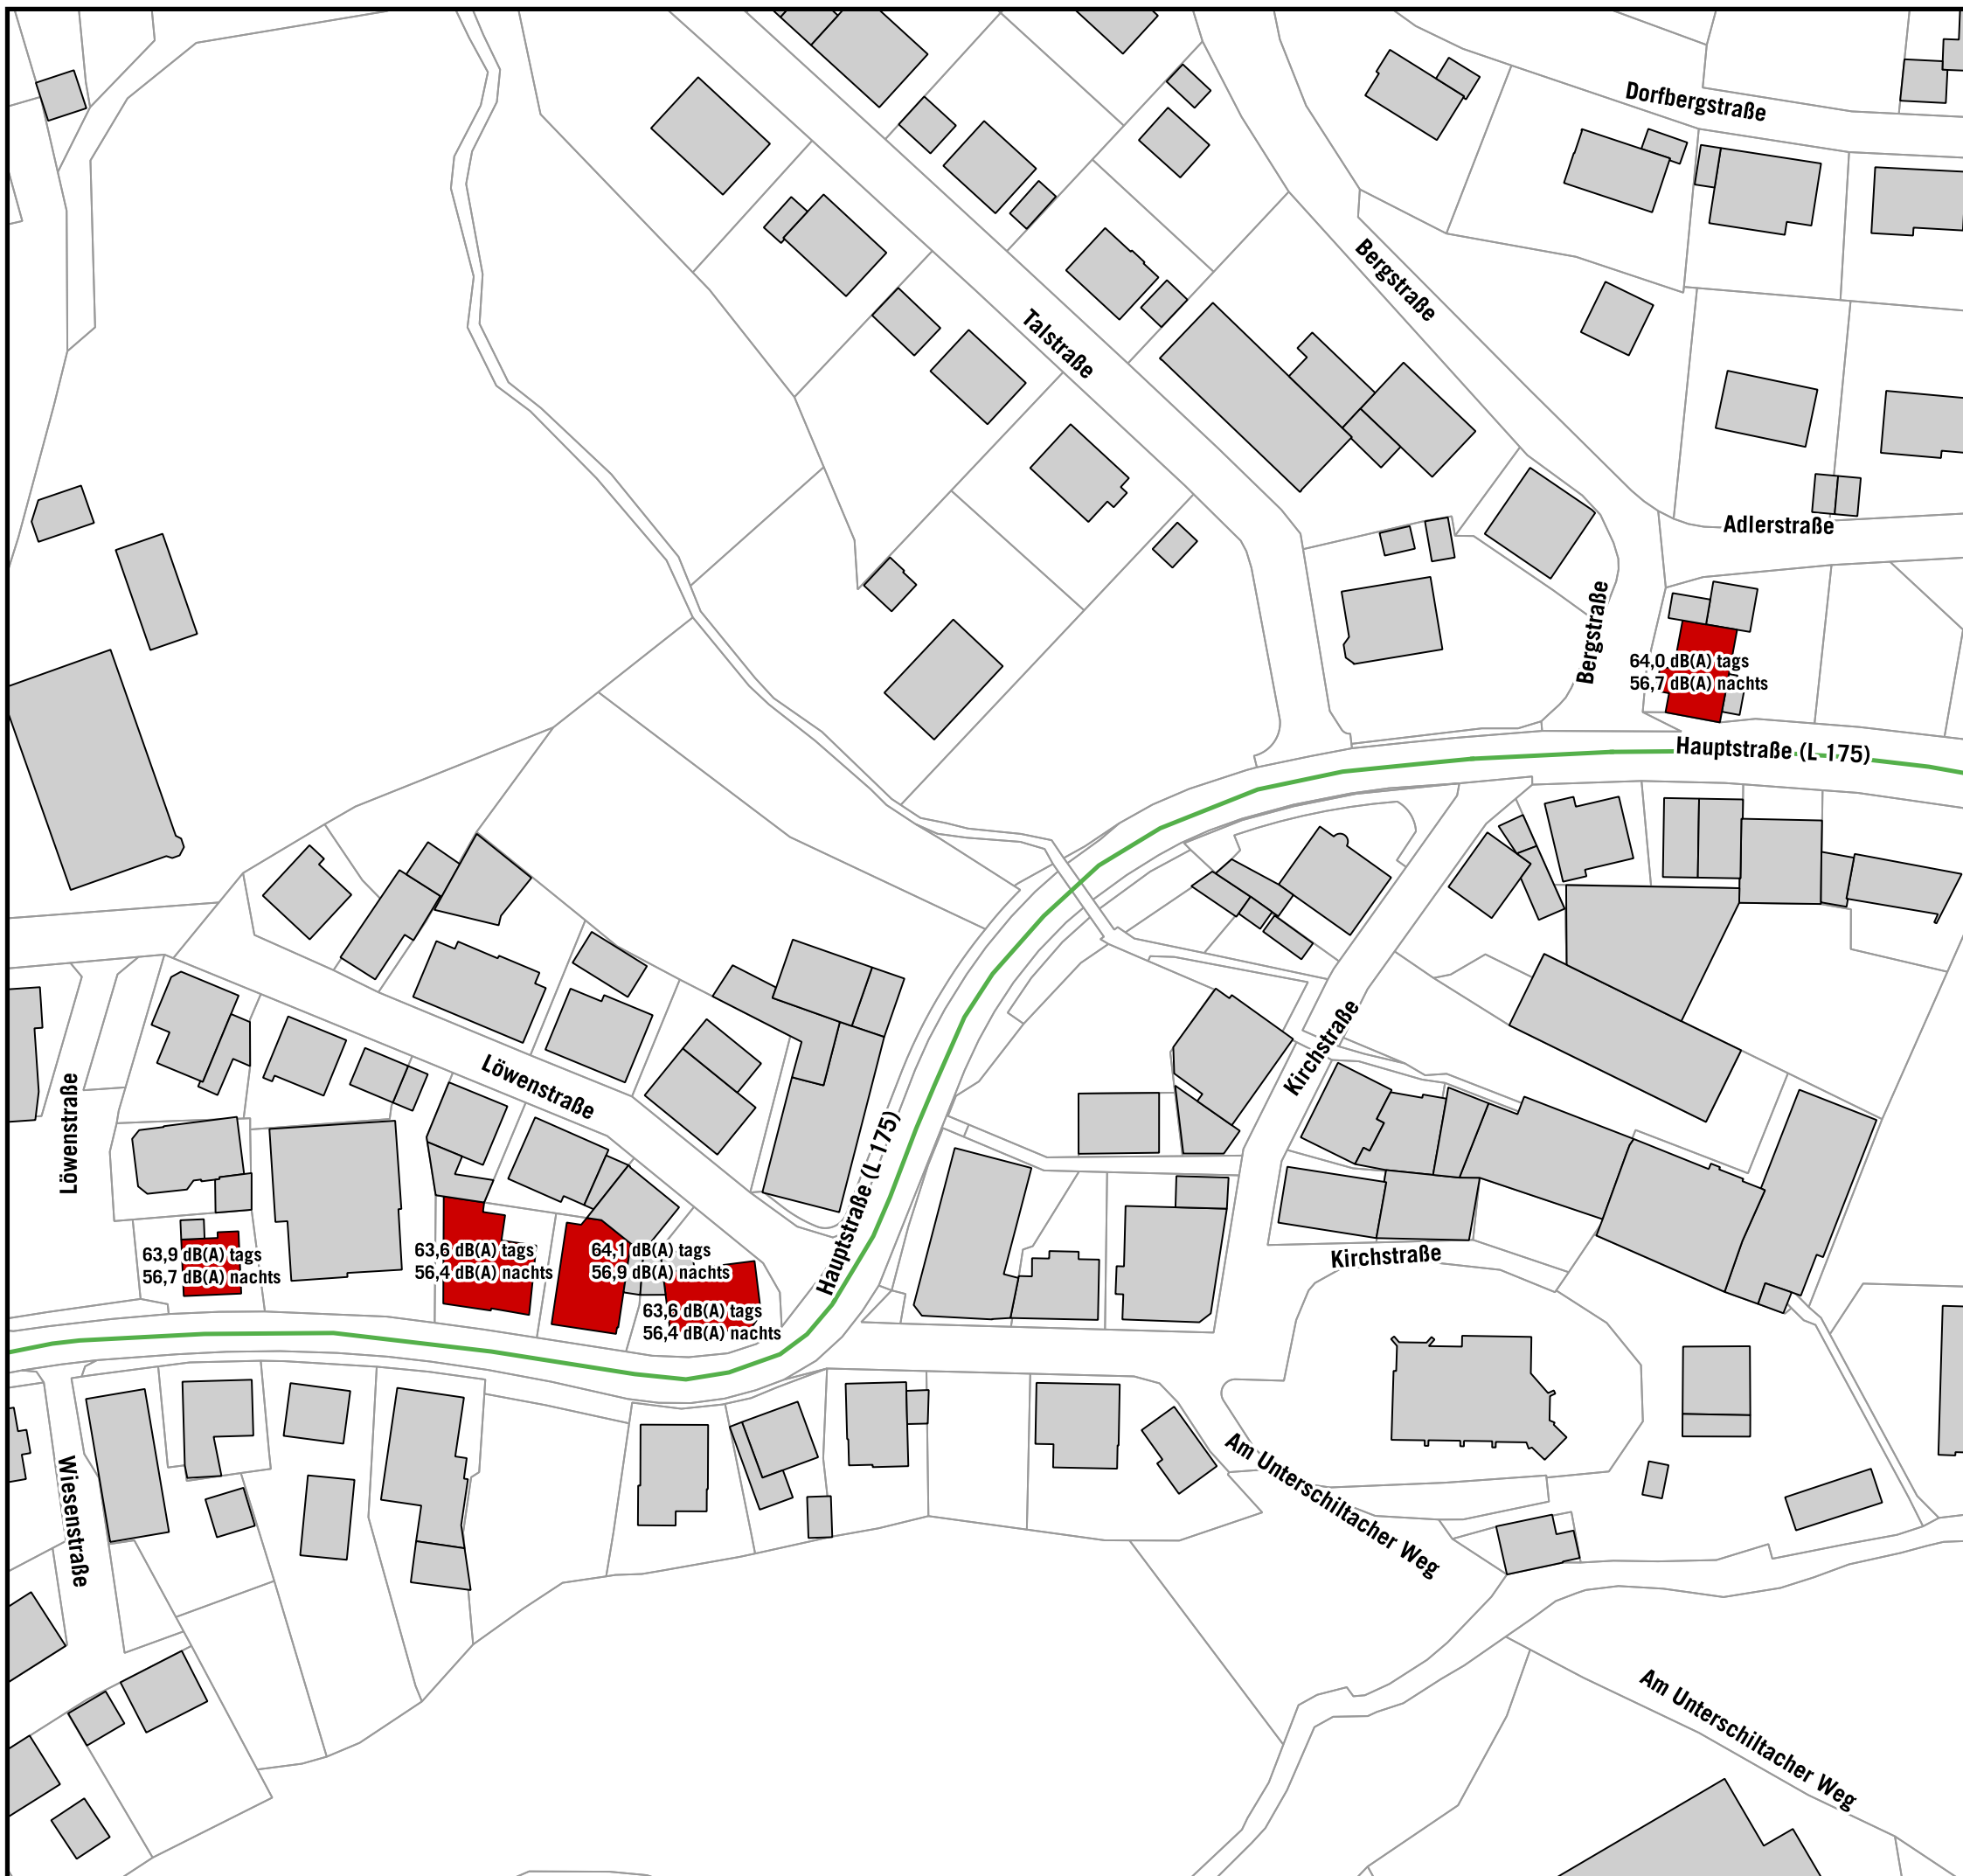 Dorfbergstraße
Bergstraße
Talstraße
Adlerstraße
Bergstraße
64,0 dB(A) tags
56,7 dB(A) nachts
Hauptstraße (L 175)
Kirchstraße
Löwenstraße
Löwenstraße
Hauptstraße (L 175)
63,9 dB(A) tags
56,7 dB(A) nachts
63,6 dB(A) tags
56,4 dB(A) nachts
64,1 dB(A) tags
56,9 dB(A) nachts
63,6 dB(A) tags
56,4 dB(A) nachts
Kirchstraße
Wiesenstraße
Am Unterschiltacher Weg
Am Unterschiltacher Weg